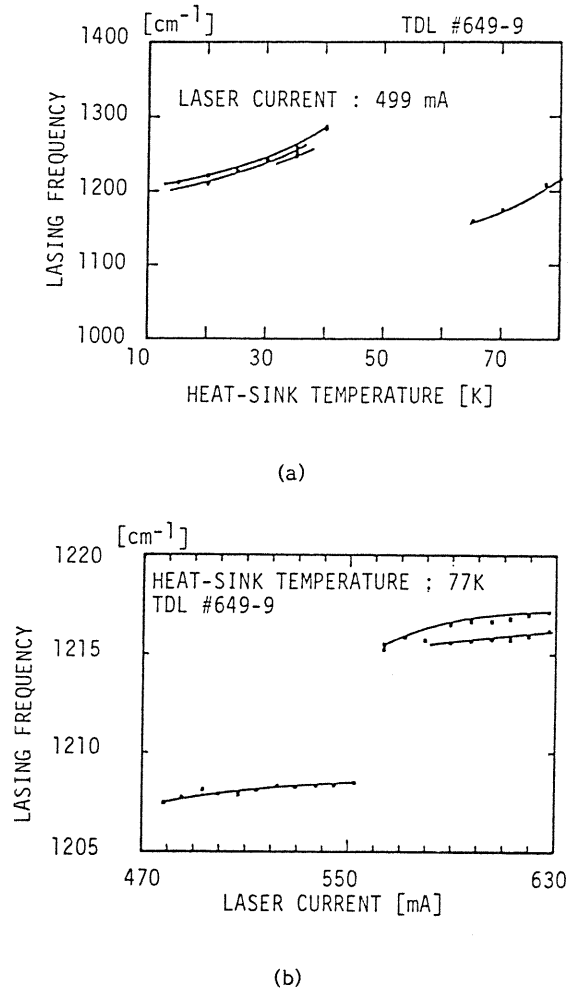 [cm-1] TDL #649-9
1400
LASER CURRENT : 499 mA
1300
1200
1100
1000
LASING FREQUENCY
10 30 50 70
HEAT-SINK TEMPERATURE [K]
(a)
[cm-1]
1220
HEAT-SINK TEMPERATURE : 77K
TDL #649-9
1215
1210
1205
LASING FREQUENCY
470 550 630
LASER CURRENT [mA]
(b)